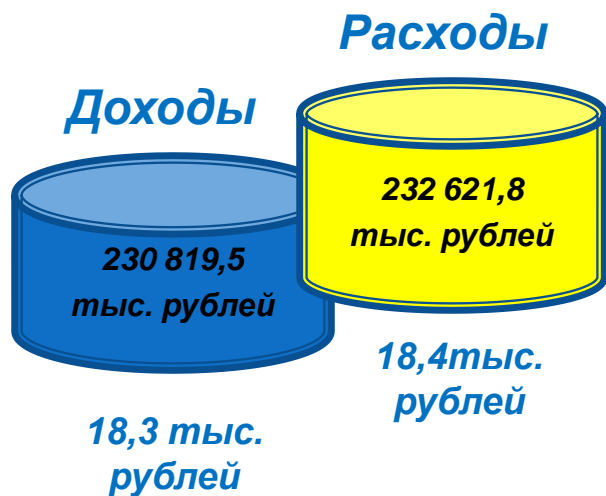 Расходы
Доходы
232 621,8
тыс. рублей
230 819,5
тыс. рублей
18,4тыс.
рублей
18,3 тыс.
рублей